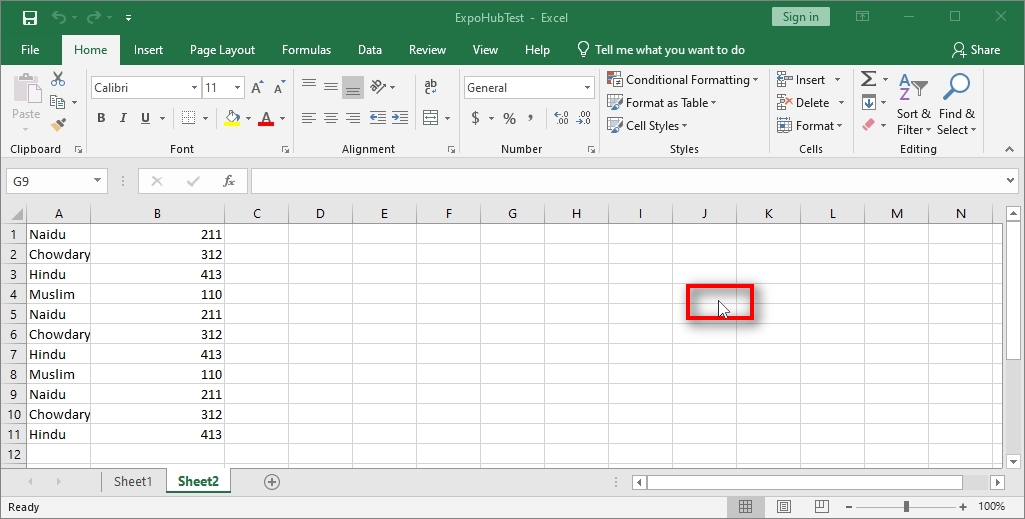 ExpoHubTest - Excel
Sign in
File Home Insert Page Layout Formulas Data Review View Help Tell me what you want to do Share
Paste
Calibri 11 A A
B I U A
ab
General
$ % ,
.00 .00
Conditional Formatting
Format as Table
Cell Styles
Insert
Delete
Format
Σ
A Z
Sort & Filter
Find & Select
Clipboard Font Alignment Number Styles Cells Editing
G9 fx
A B C D E F G H I J K L M N
1 Naidu 211
2 Chowdary 312
3 Hindu 413
4 Muslim 110
5 Naidu 211
6 Chowdary 312
7 Hindu 413
8 Muslim 110
9 Naidu 211
10 Chowdary 312
11 Hindu 413
12
Sheet1 Sheet2
Ready 100%